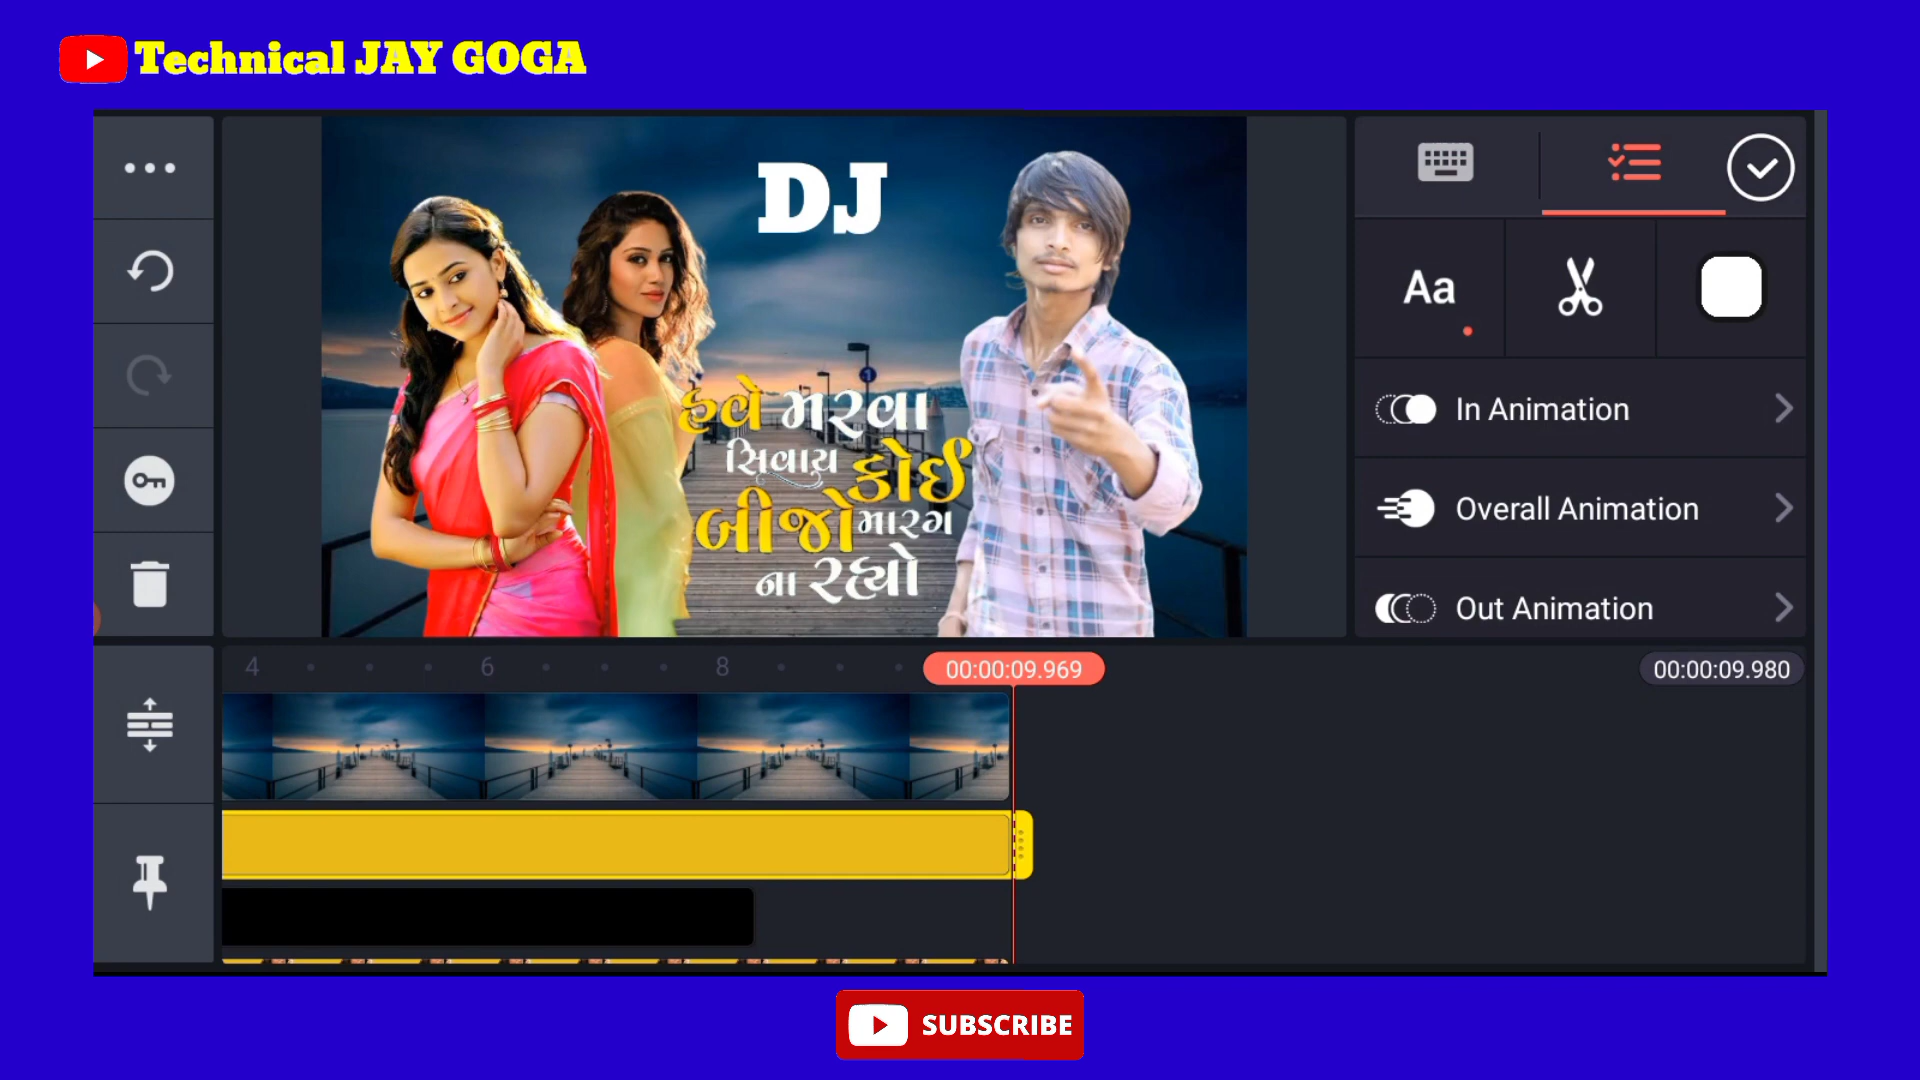 Technical JAY GOGA
DJ
હવે મરવા
સિવાય કોઈ
બીજો મારગ
ના રહ્યો
Aa
In Animation
Overall Animation
Out Animation
4 6 8 00:00:09.969 00:00:09.980
SUBSCRIBE